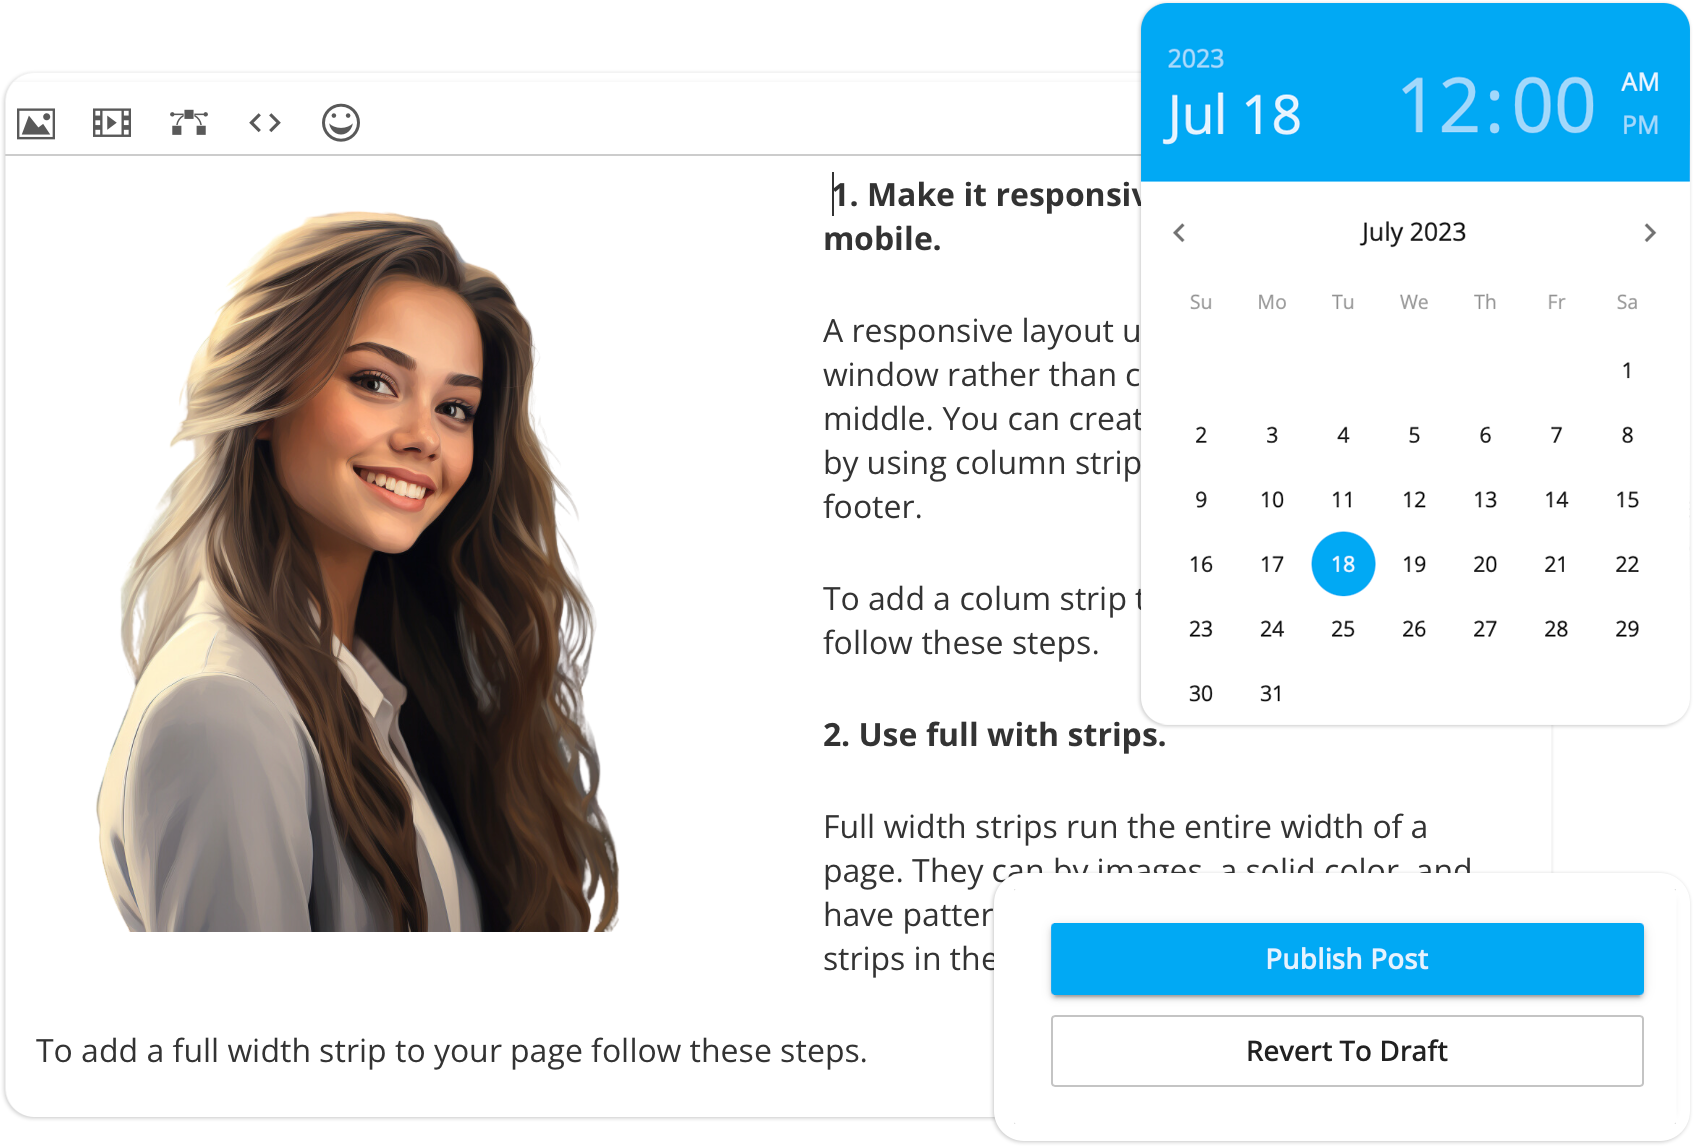 1. Make it responsiv
mobile.
A responsive layout u
window rather than c
middle. You can creat
by using column strip
footer.
To add a colum strip t
follow these steps.
2. Use full with strips.
Full width strips run the entire width of a
page. They can by images, a solid color, and
have patter
strips in the
To add a full width strip to your page follow these steps.
2023
Jul 18
12:00
AM
PM
July 2023
Su Mo Tu We Th Fr Sa
1
2 3 4 5 6 7 8
9 10 11 12 13 14 15
16 17 18 19 20 21 22
23 24 25 26 27 28 29
30 31
Publish Post
Revert To Draft